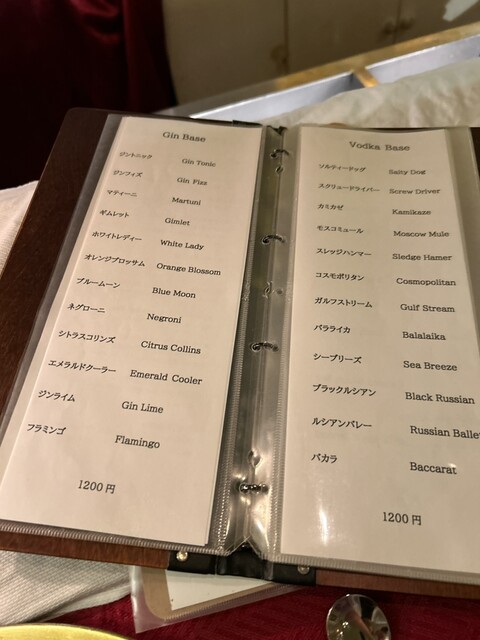 Gin Base
ジントニック Gin Tonic
ジンフィズ Gin Fizz
マティーニ Martuni
ギムレット Gimlet
ホワイトレディー White Lady
オレンジブロッサム Orange Blossom
ブルームーン Blue Moon
ネグローニ Negroni
シトラスコリンズ Citrus Collins
エメラルドクーラー Emerald Cooler
ジンライム Gin Lime
フラミンゴ Flamingo
1200円
Vodka Base
ソルティードッグ Salty Dog
スクリュードライバー Screw Driver
カミカゼ Kamikaze
モスコミュール Moscow Mule
スレッジハンマー Sledge Hamer
コスモポリタン Cosmopolitan
ガルフストリーム Gulf Stream
バラライカ Balalaika
シーブリーズ Sea Breeze
ブラックルシアン Black Russian
ルシアンバレー Russian Balle
バカラ Baccarat
1200円